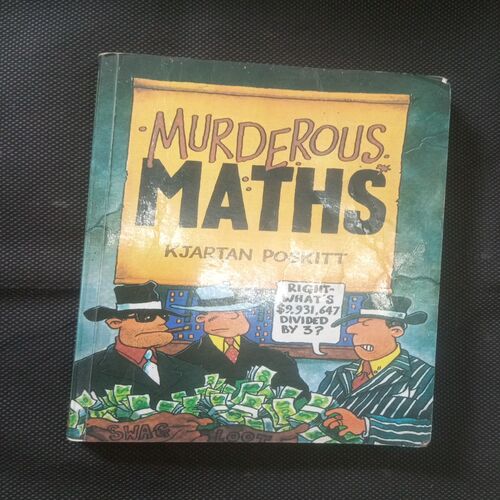 MURDEROUS
MATHS
KJARTAN POSKITT
RIGHT-
WHAT'S
$9,931,647
DIVIDED
BY 3?
SWAG
LOOT